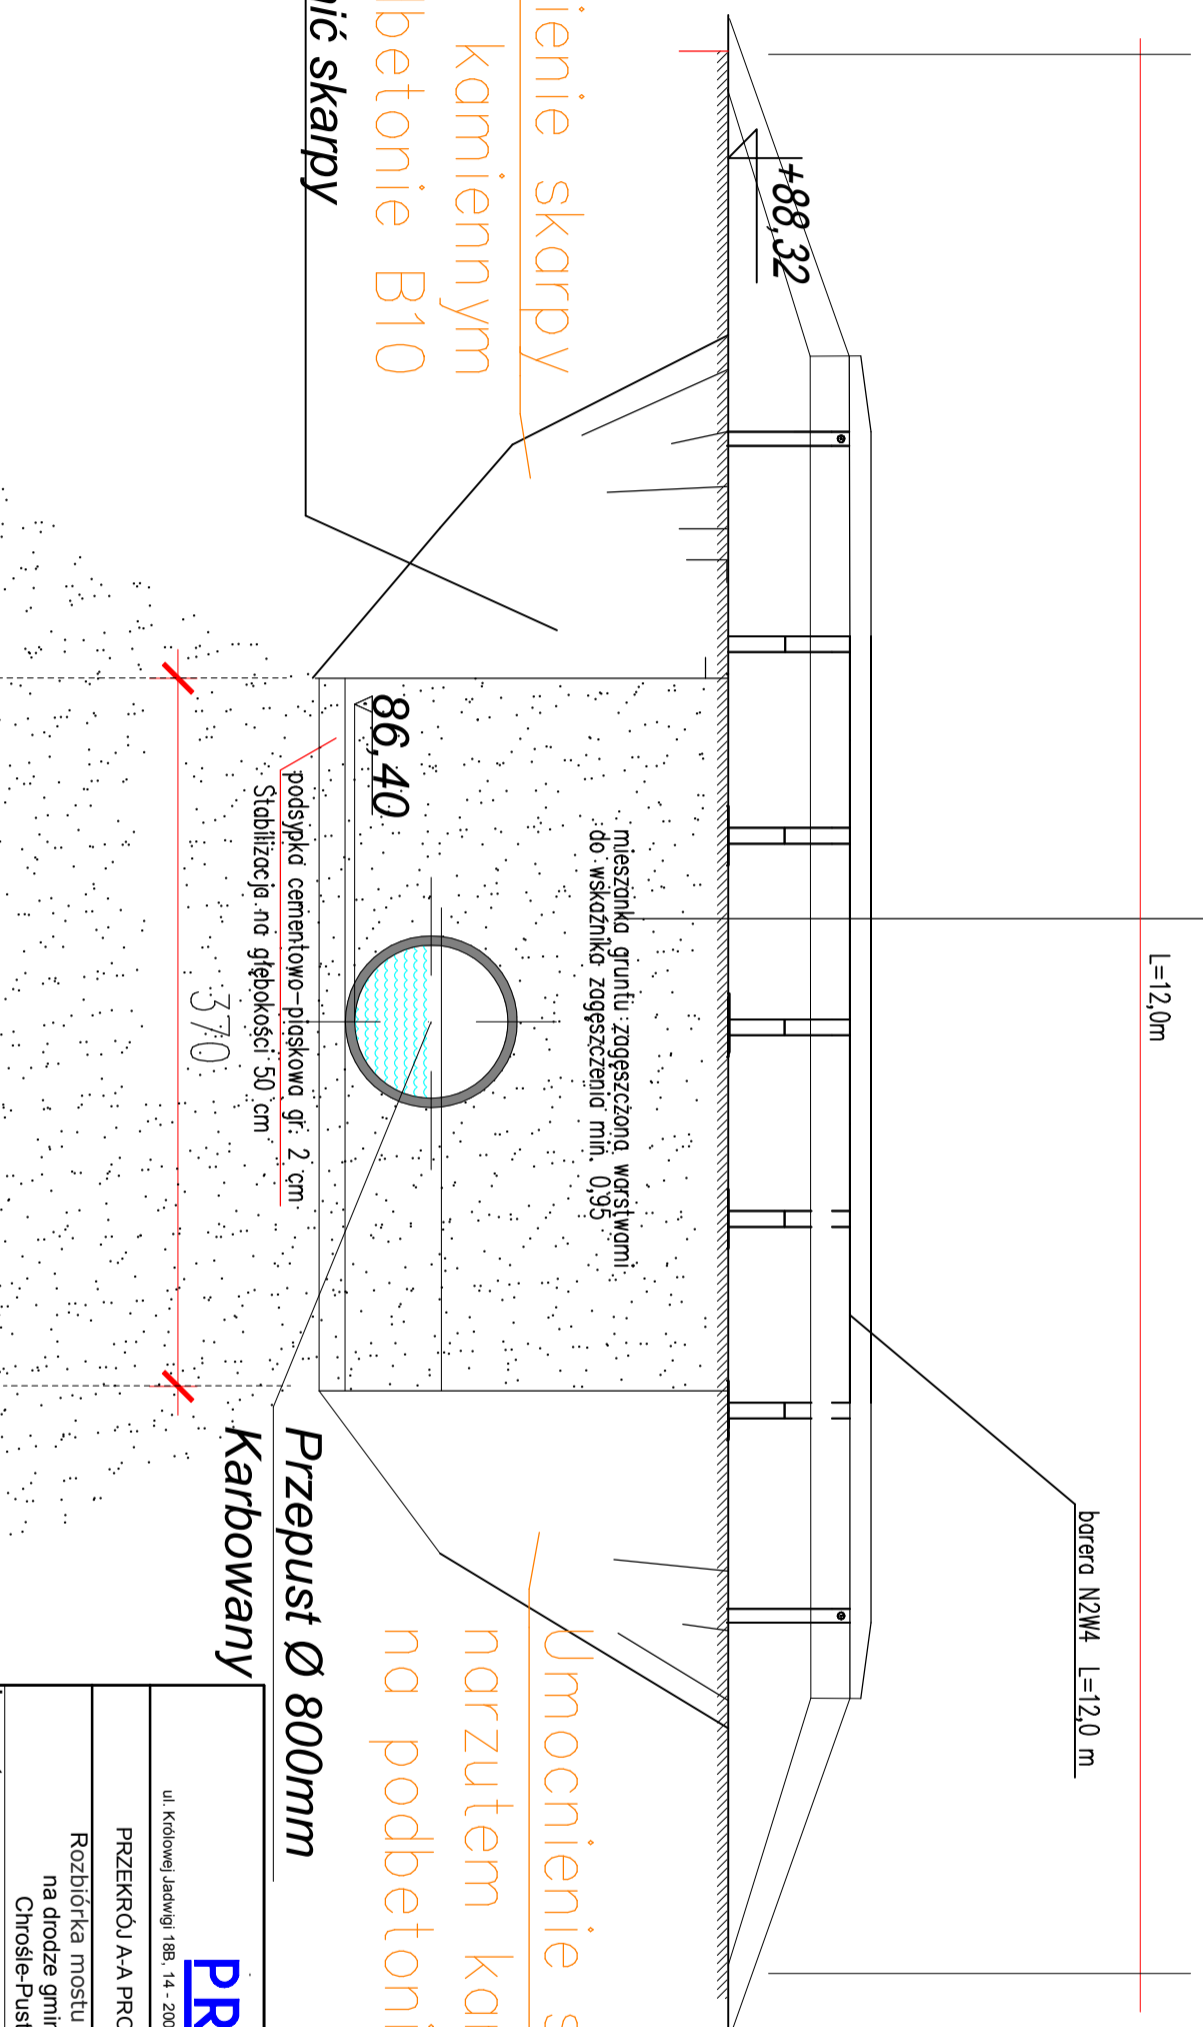 L=12,0m
barera N2W4 L=12,0 m
+88,32
mieszanka gruntu zagęszczona warstwami
do wskaźnika zagęszczenia min. 0,95
ienie skarpy
kamiennym
betonie B10
nić skarpy
86,40
podsypka cementowo-piaskowa gr. 2 cm
Stabilizacja na głębokości 50 cm
370
Umocnienie s
narzutem ka
na podbetoni
Przepust Ø 800mm
Karbowany
PR
ul. Królowej Jadwigi 18B, 14 - 200
PRZEKRÓJ A-A PRO
Rozbiórka mostu
na drodze gmin
Chrośle-Pust